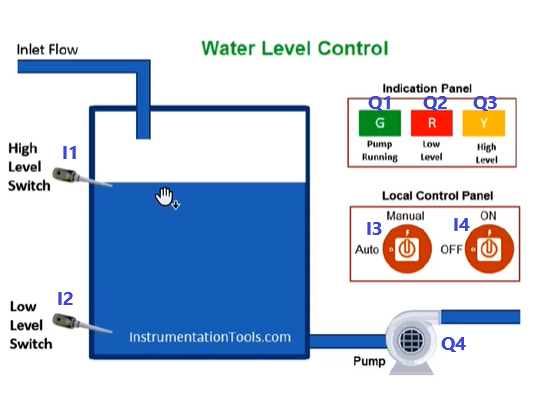 Water Level Control
Inlet Flow
Indication Panel
Q1 Q2 Q3
G R Y
Pump
Running
Low
Level
High
Level
High
Level
Switch
I1
Local Control Panel
Manual
ON
I3
I4
Auto
OFF
Low
Level
Switch
I2
InstrumentationTools.com
Pump
Q4